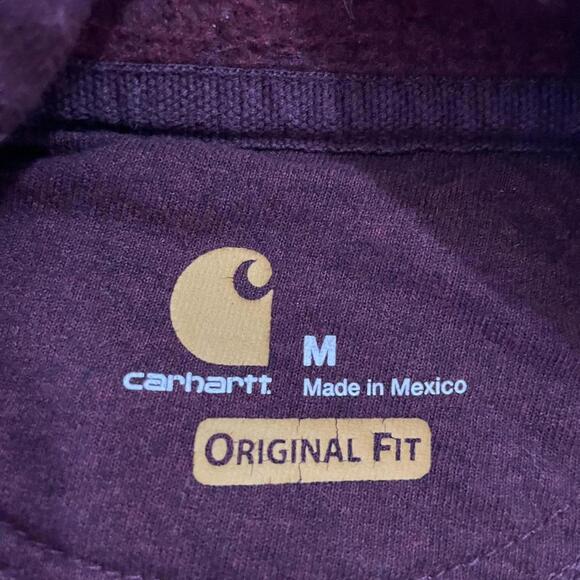 M
carhartt.
Made in Mexico
ORIGINAL FIT